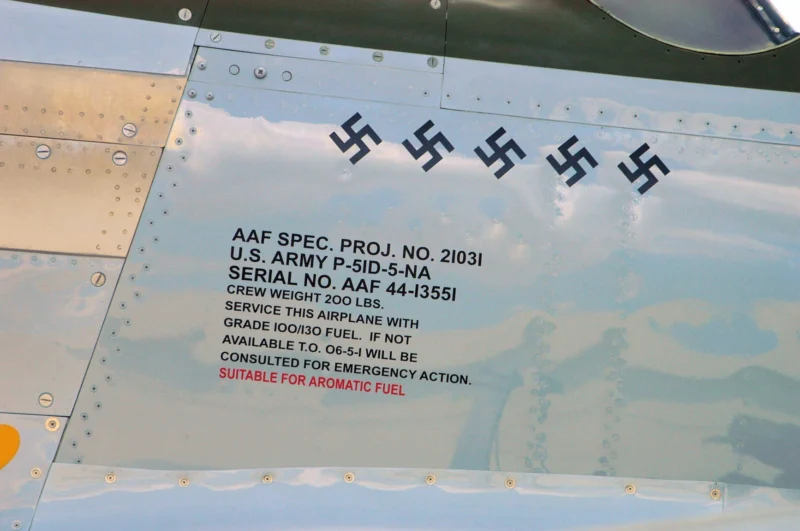 AAF SPEC. PROJ. NO. 21031
U.S. ARMY P-51D-5-NA
SERIAL NO. AAF 44-13551
CREW WEIGHT 200 LBS.
SERVICE THIS AIRPLANE WITH
GRADE 100/130 FUEL. IF NOT
AVAILABLE T.O. O6-5-1 WILL BE
CONSULTED FOR EMERGENCY ACTION.
SUITABLE FOR AROMATIC FUEL